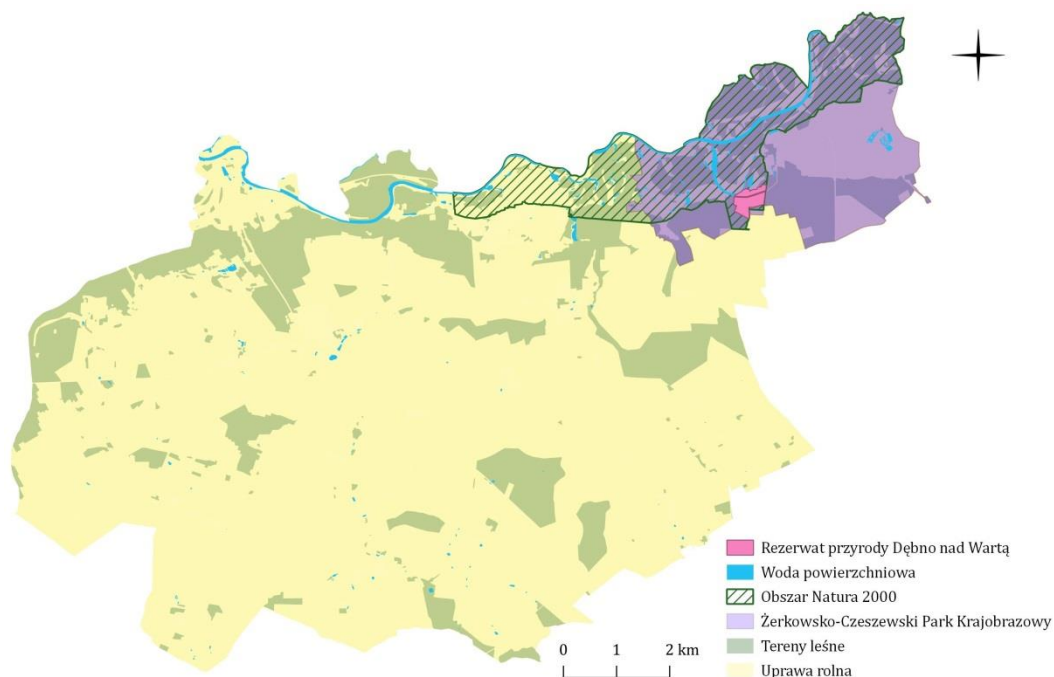 Rezerwat przyrody Dębno nad Wartą
Woda powierzchniowa
Obszar Natura 2000
Żerkowsko-Czeszewski Park Krajobrazowy
Tereny leśne
Uprawa rolna
0 1 2 km